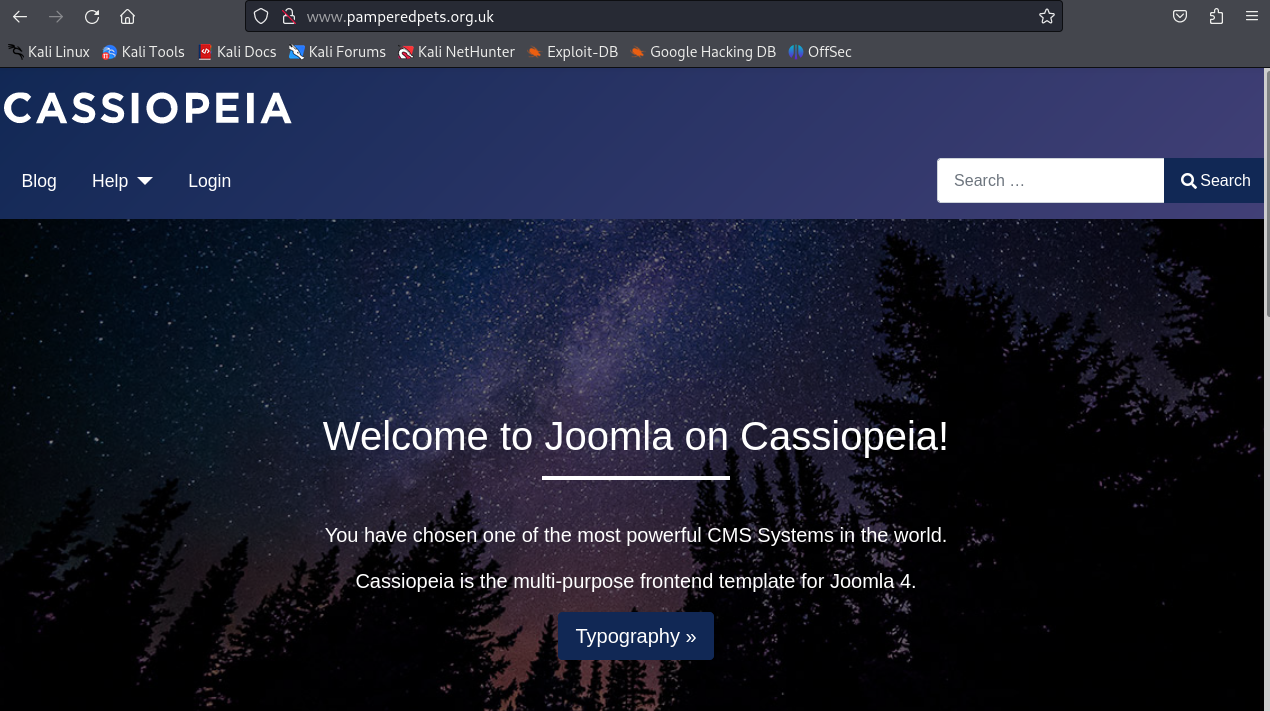 www.pamperedpets.org.uk
Kali Linux Kali Tools Kali Docs Kali Forums Kali NetHunter Exploit-DB Google Hacking DB OffSec
CASSIOPEIA
Blog Help Login Search … Search
Welcome to Joomla on Cassiopeia!
You have chosen one of the most powerful CMS Systems in the world.
Cassiopeia is the multi-purpose frontend template for Joomla 4.
Typography »